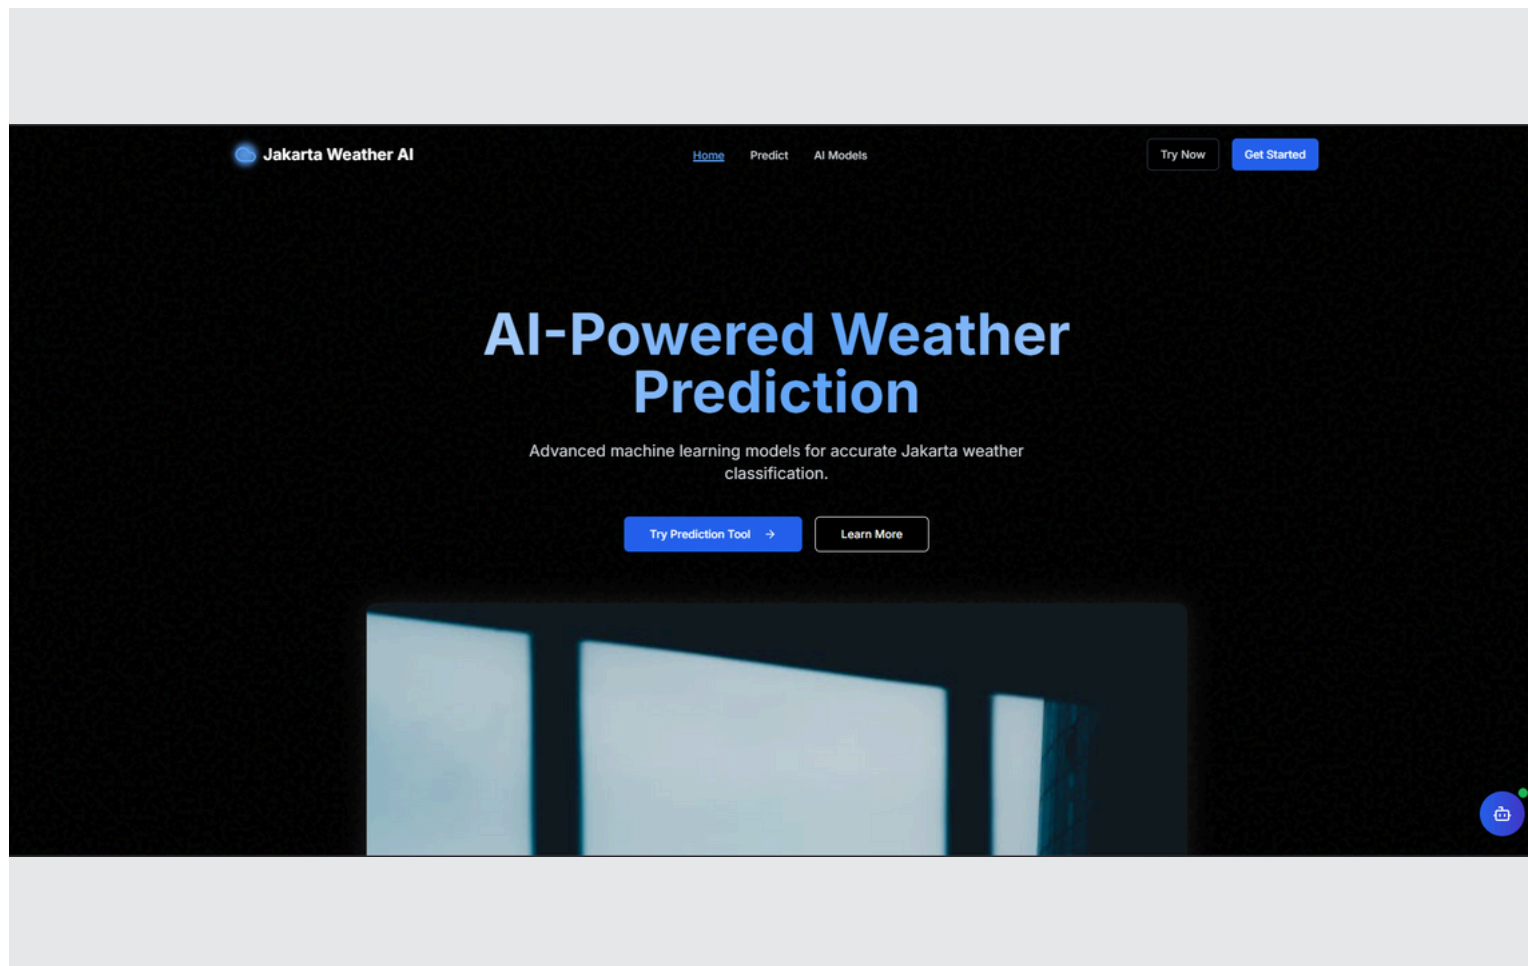 Jakarta Weather AI
Home
Predict
AI Models
Try Now
Get Started
AI-Powered Weather
Prediction
Advanced machine learning models for accurate Jakarta weather
classification.
Try Prediction Tool
Learn More